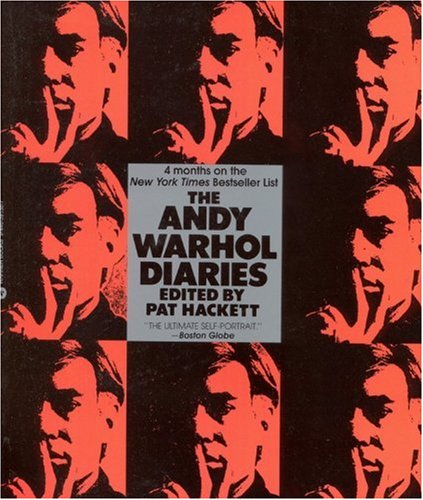 4 months on the
New York Times Bestseller List
THE
ANDY
WARHOL
DIARIES
EDITED BY
PAT HACKETT
"THE ULTIMATE SELF-PORTRAIT."
—Boston Globe